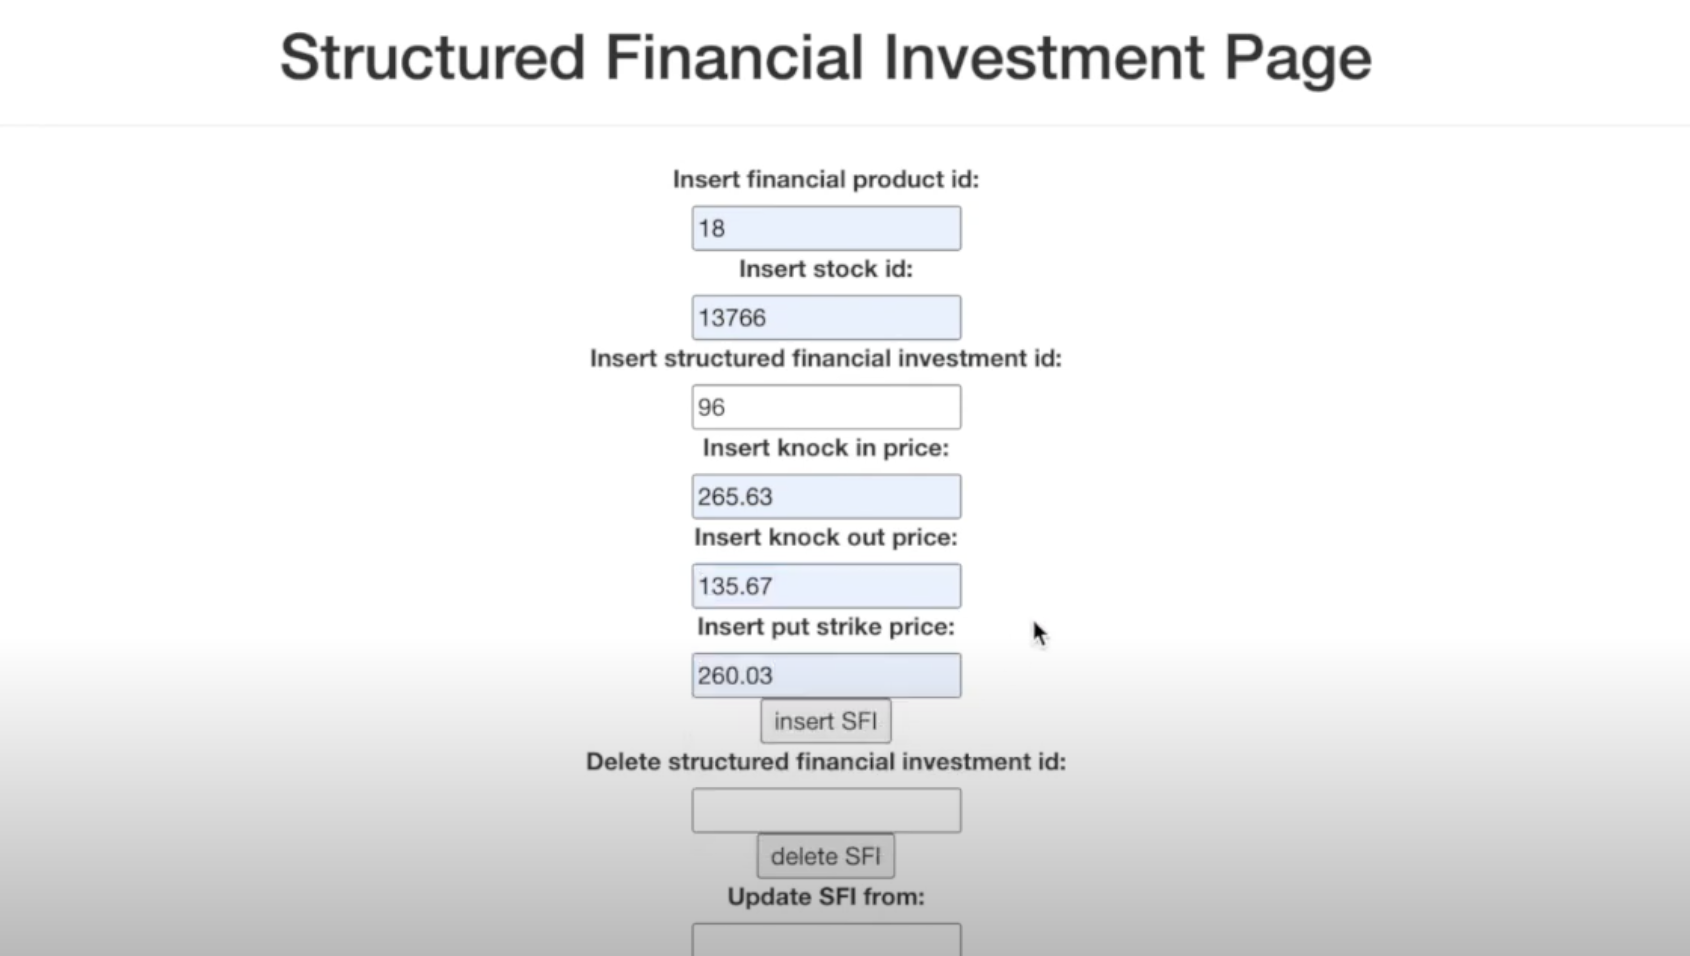 Structured Financial Investment Page
Insert financial product id:
18
Insert stock id:
13766
Insert structured financial investment id:
96
Insert knock in price:
265.63
Insert knock out price:
135.67
Insert put strike price:
260.03
insert SFI
Delete structured financial investment id:
delete SFI
Update SFI from: